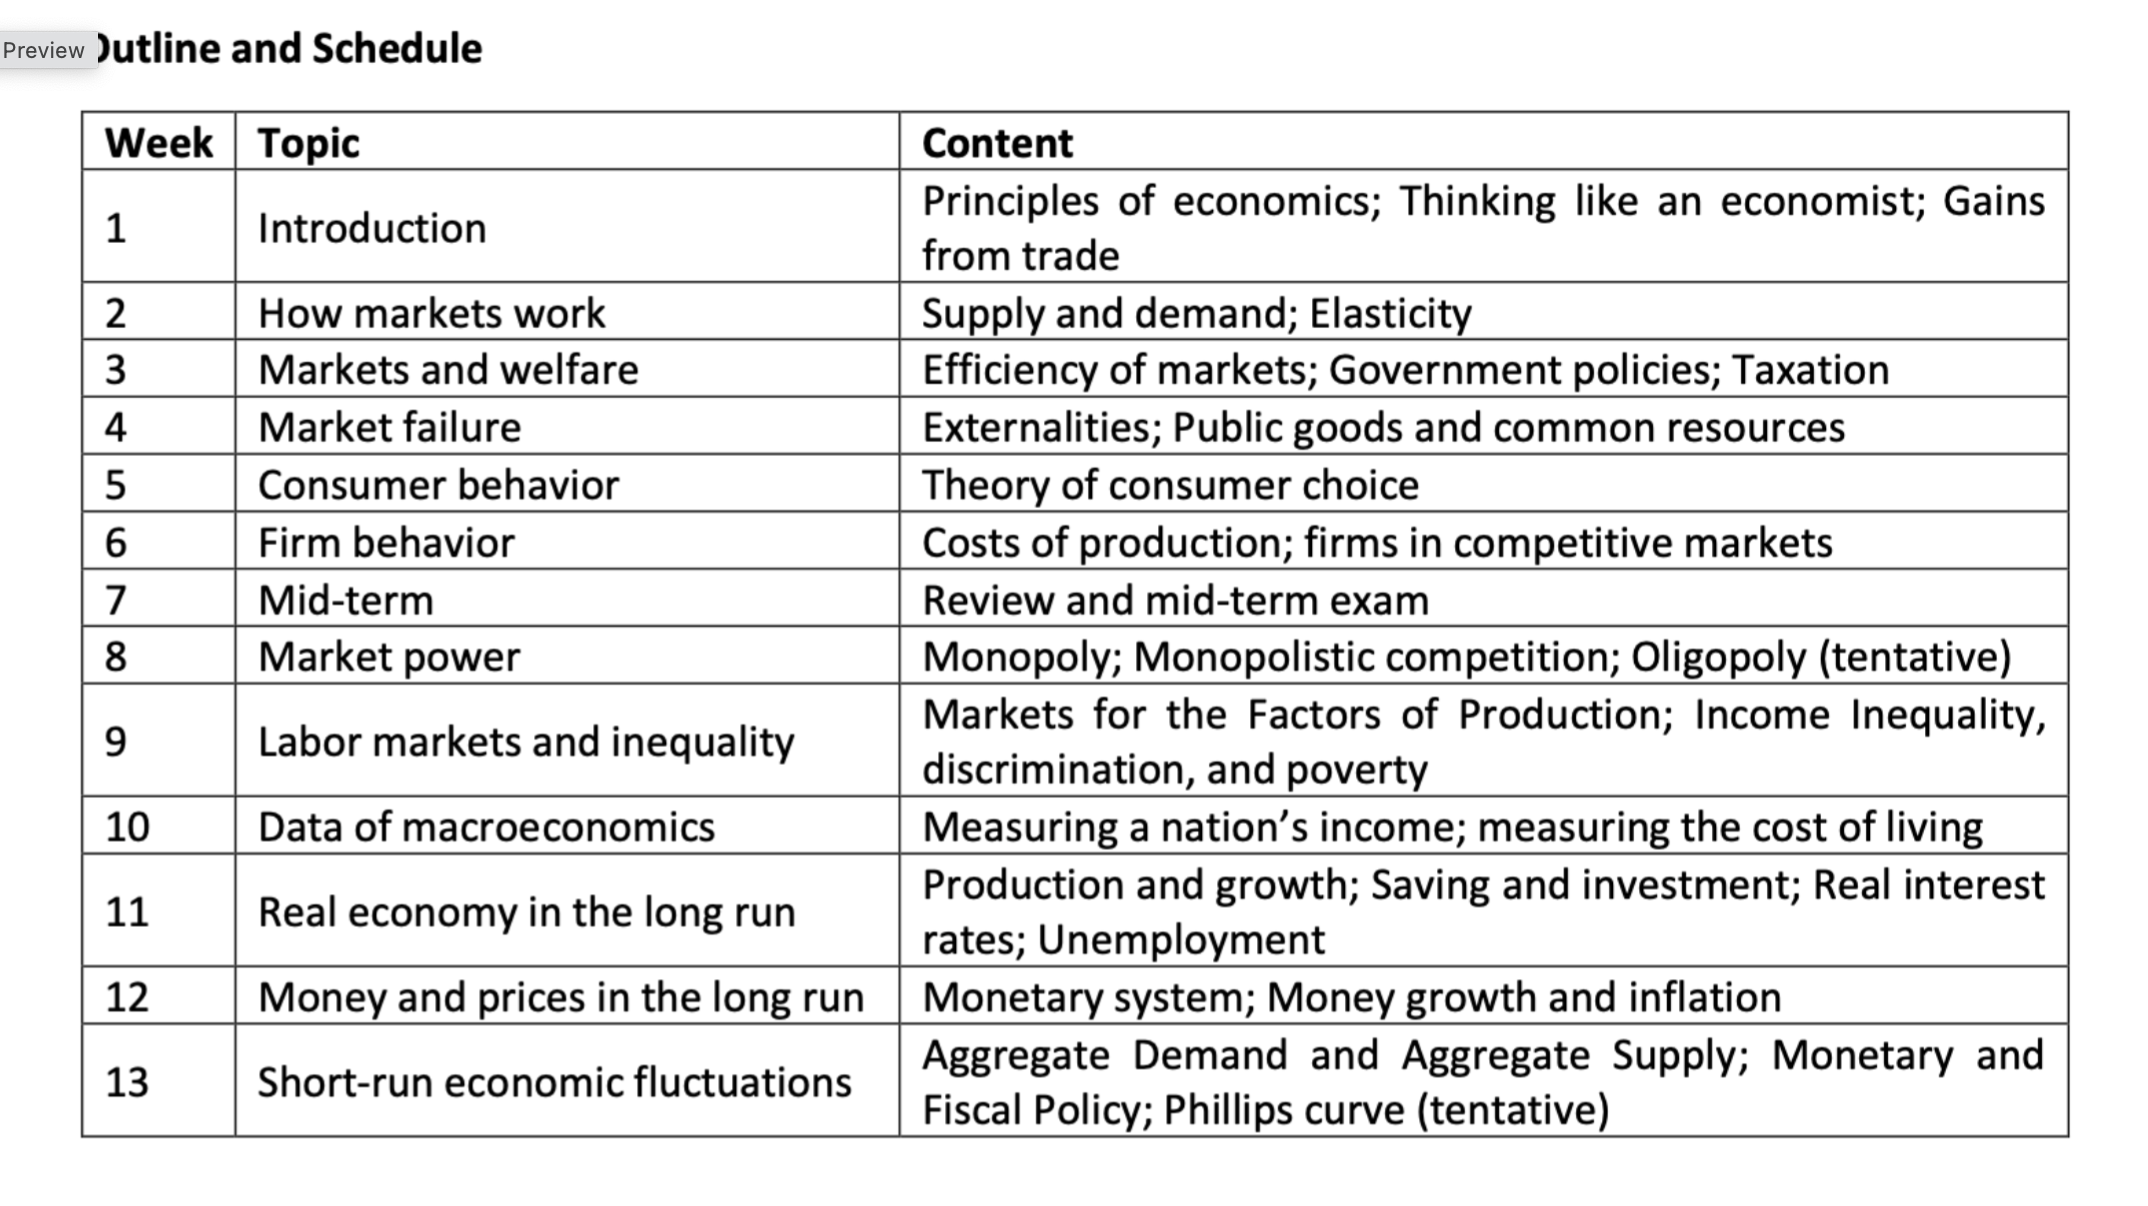 Preview
Outline and Schedule
Week Topic Content
1 Introduction Principles of economics; Thinking like an economist; Gains
from trade
2 How markets work Supply and demand; Elasticity
3 Markets and welfare Efficiency of markets; Government policies; Taxation
4 Market failure Externalities; Public goods and common resources
5 Consumer behavior Theory of consumer choice
6 Firm behavior Costs of production; firms in competitive markets
7 Mid-term Review and mid-term exam
8 Market power Monopoly; Monopolistic competition; Oligopoly (tentative)
9 Labor markets and inequality Markets for the Factors of Production; Income Inequality,
discrimination, and poverty
10 Data of macroeconomics Measuring a nation’s income; measuring the cost of living
11 Real economy in the long run Production and growth; Saving and investment; Real interest
rates; Unemployment
12 Money and prices in the long run Monetary system; Money growth and inflation
13 Short-run economic fluctuations Aggregate Demand and Aggregate Supply; Monetary and
Fiscal Policy; Phillips curve (tentative)